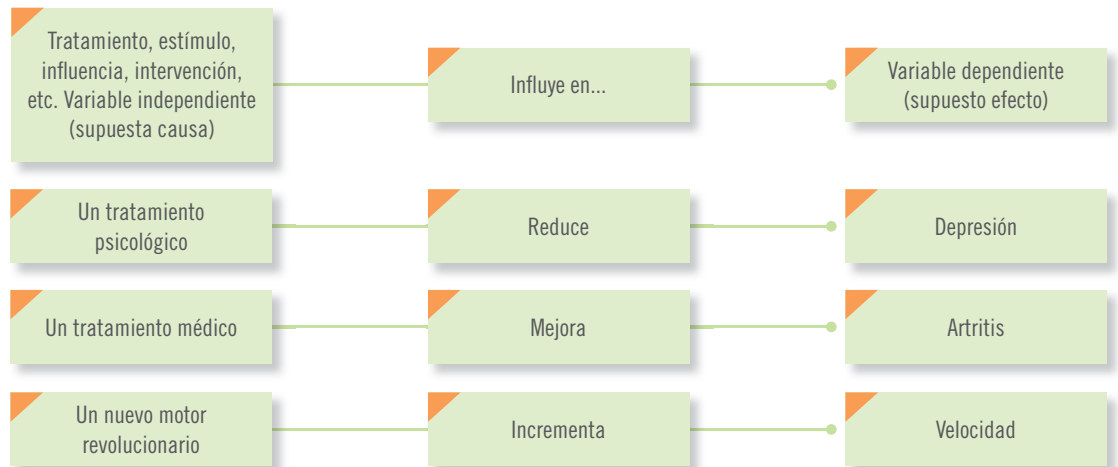 Tratamiento, estímulo,
influencia, intervención,
etc. Variable independiente
(supuesta causa)
Influye en...
Variable dependiente
(supuesto efecto)
Un tratamiento
psicológico
Reduce
Depresión
Un tratamiento médico
Mejora
Artritis
Un nuevo motor
revolucionario
Incrementa
Velocidad